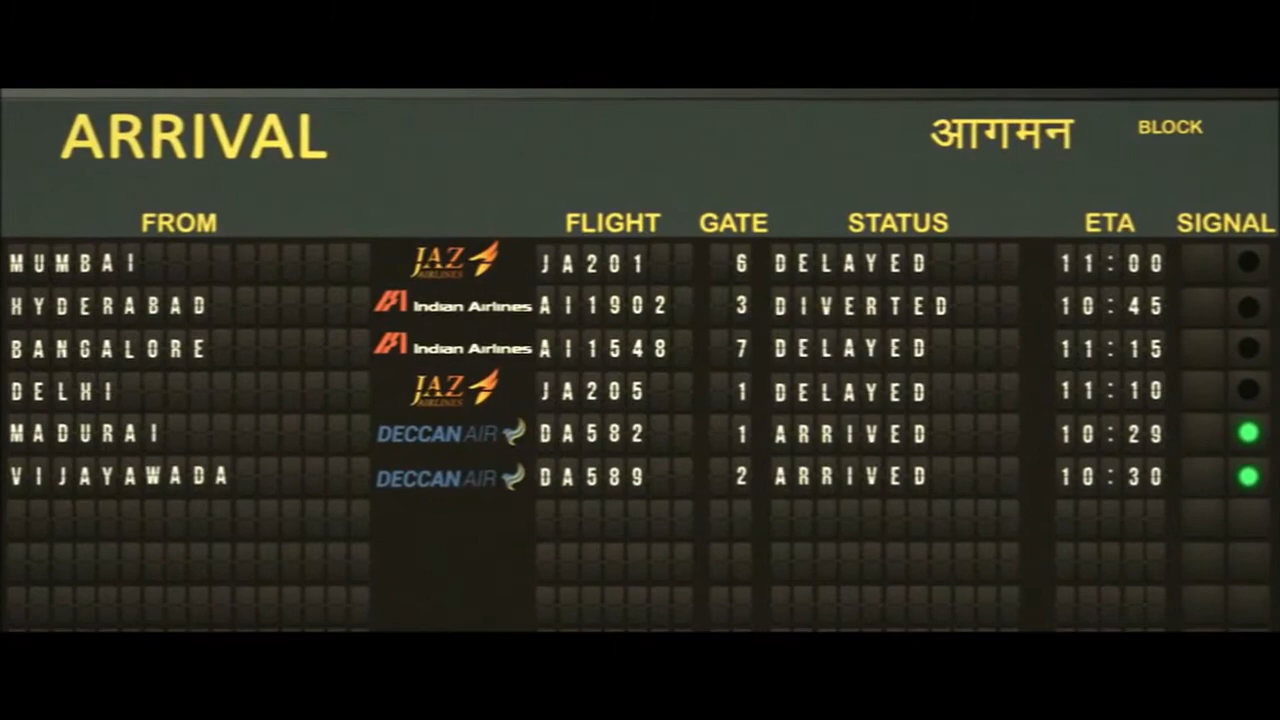 ARRIVAL आगमन BLOCK
FROM FLIGHT GATE STATUS ETA SIGNAL
MUMBAI JAZ AIRLINES JA201 6 DELAYED 11:00
HYDERABAD Indian Airlines AI1902 3 DIVERTED 10:45
BANGALORE Indian Airlines AI1548 7 DELAYED 11:15
DELHI JAZ AIRLINES JA205 1 DELAYED 11:10
MADURAI DECCAN AIR DA582 1 ARRIVED 10:29
VIJAYAWADA DECCAN AIR DA589 2 ARRIVED 10:30